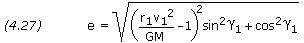 (4.27) e = √((r₁v₁²/GM - 1)² sin²γ₁ + cos²γ₁)